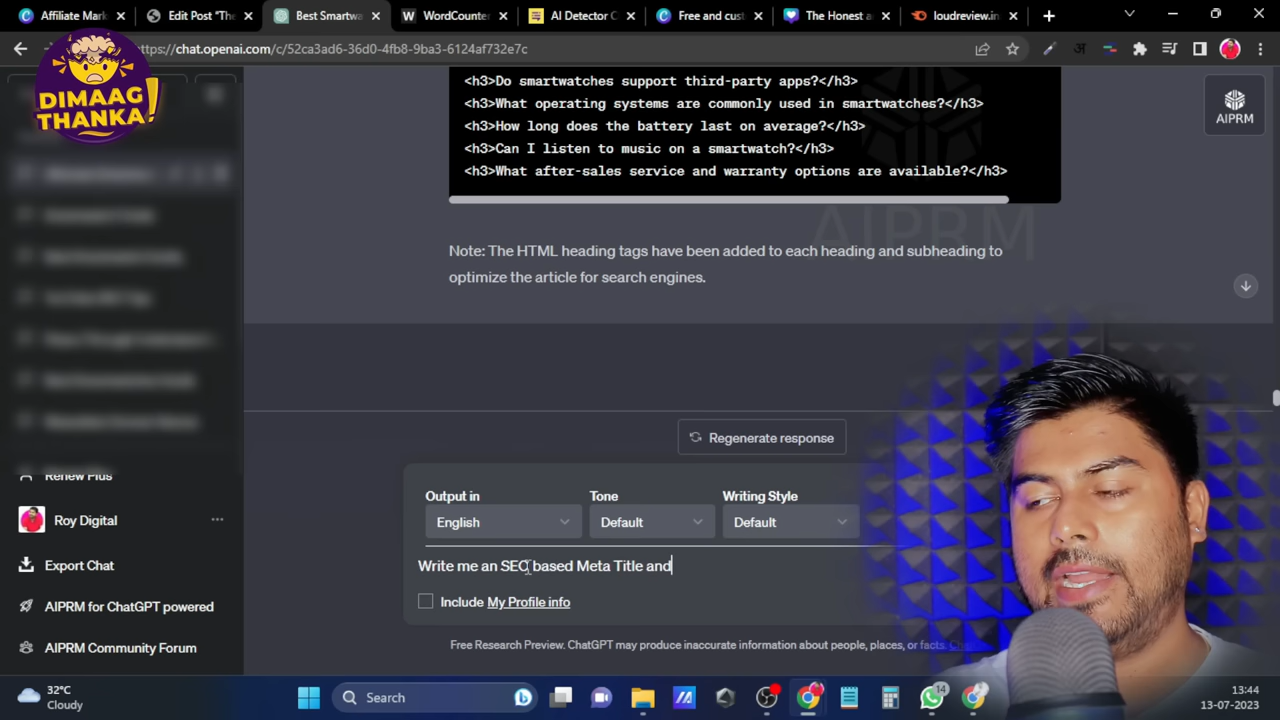 Affiliate Mark
Edit Post "The
Best Smartwa
WordCounter
AI Detector C
Free and cust
The Honest a
loudreview.in
https://chat.openai.com/c/52ca3ad6-36d0-4fb8-9ba3-6124af732e7c
DIMAAG
THANKA!
AIPRM
<h3>Do smartwatches support third-party apps?</h3>
<h3>What operating systems are commonly used in smartwatches?</h3>
<h3>How long does the battery last on average?</h3>
<h3>Can I listen to music on a smartwatch?</h3>
<h3>What after-sales service and warranty options are available?</h3>
AIPRM
Note: The HTML heading tags have been added to each heading and subheading to
optimize the article for search engines.
Regenerate response
Output in
Tone
Writing Style
English
Default
Default
Write me an SEO based Meta Title and
Include My Profile info
Free Research Preview. ChatGPT may produce inaccurate information about people, places, or facts.
Renew Plus
Roy Digital
Export Chat
AIPRM for ChatGPT powered
AIPRM Community Forum
32°C
Cloudy
Search
14
13:44
13-07-2023